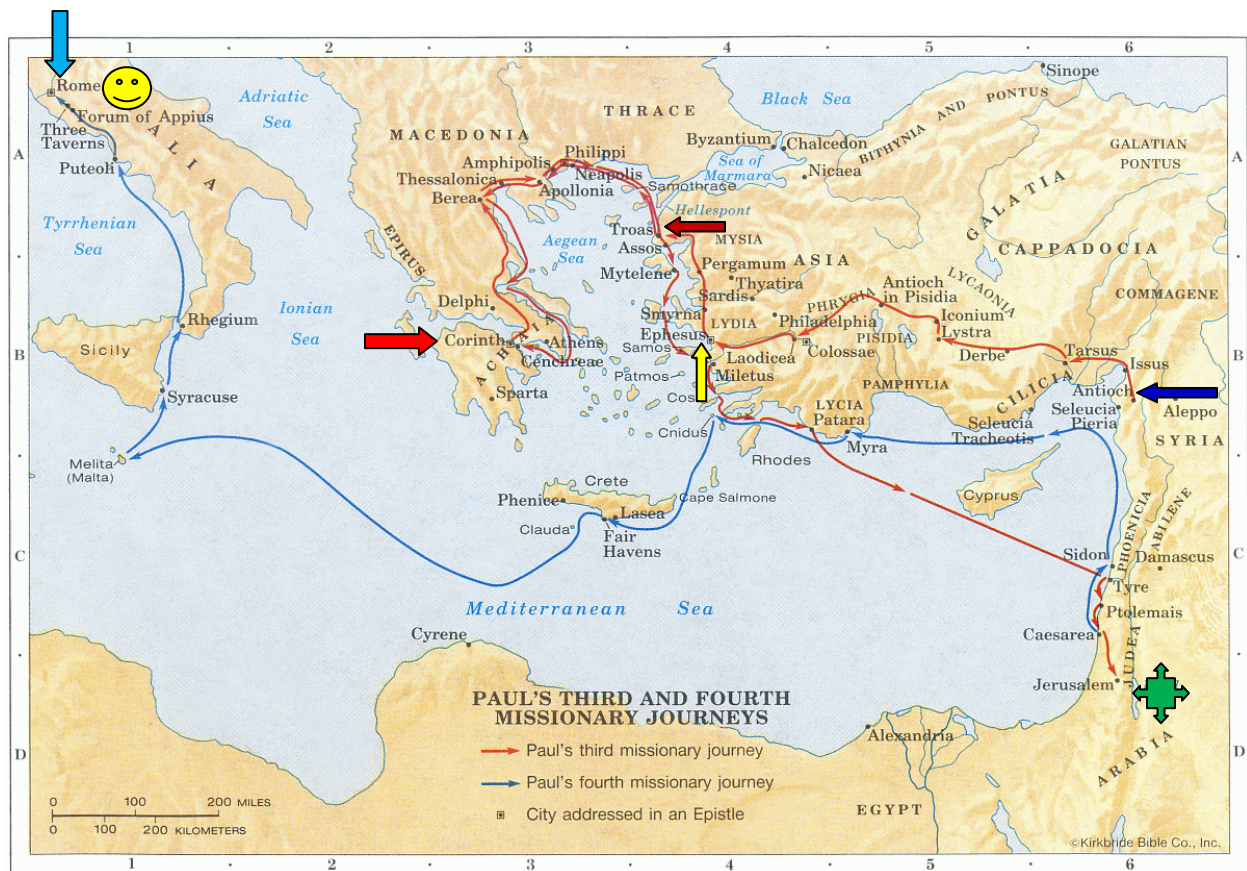 1 2 3 4 5 6
Rome
Forum of Appius
Three
Taverns
Puteoli
ITALIA
Adriatic
Sea
Tyrrhenian
Sea
Ionian
Sea
Rhegium
Sicily
Syracuse
Melita
(Malta)
MACEDONIA
THRACE
Amphipolis
Philippi
Neapolis
Thessalonica
Apollonia
Berea
Samothrace
EPIRUS
Aegean
Sea
Delphi
Corinth
Athens
Cenchreae
ACHAIA
Sparta
Black Sea
Sinope
Byzantium
Chalcedon
Sea of
Marmara
Nicaea
BITHYNIA AND PONTUS
GALATIAN
PONTUS
GALATIA
CAPPADOCIA
Hellespont
Troas
Assos
MYSIA
ASIA
Mytelene
Pergamum
Thyatira
Sardis
Smyrna
LYDIA
PHRYGIA
Philadelphia
Ephesus
Samos
Laodicea
Colossae
Miletus
Patmos
Cos
Cnidus
Antioch
in Pisidia
LYCAONIA
Iconium
Lystra
PISIDIA
Derbe
COMMAGENE
Tarsus
Issus
CILICIA
PAMPHYLIA
LYCIA
Patara
Myra
Rhodes
Antioch
Aleppo
Seleucia
Pieria
Seleucia
Tracheotis
SYRIA
Cyprus
Crete
Phenice
Lasea
Cape Salmone
Clauda
Fair
Havens
Mediterranean Sea
Cyrene
PHOENICIA
ABILENE
Sidon
Damascus
Tyre
Ptolemais
Caesarea
JUDEA
Jerusalem
Alexandria
EGYPT
ARABIA
PAUL'S THIRD AND FOURTH
MISSIONARY JOURNEYS
Paul's third missionary journey
Paul's fourth missionary journey
City addressed in an Epistle
0 100 200 MILES
0 100 200 KILOMETERS
©Kirkbride Bible Co., Inc.
A A
B B
C C
D D
1 2 3 4 5 6